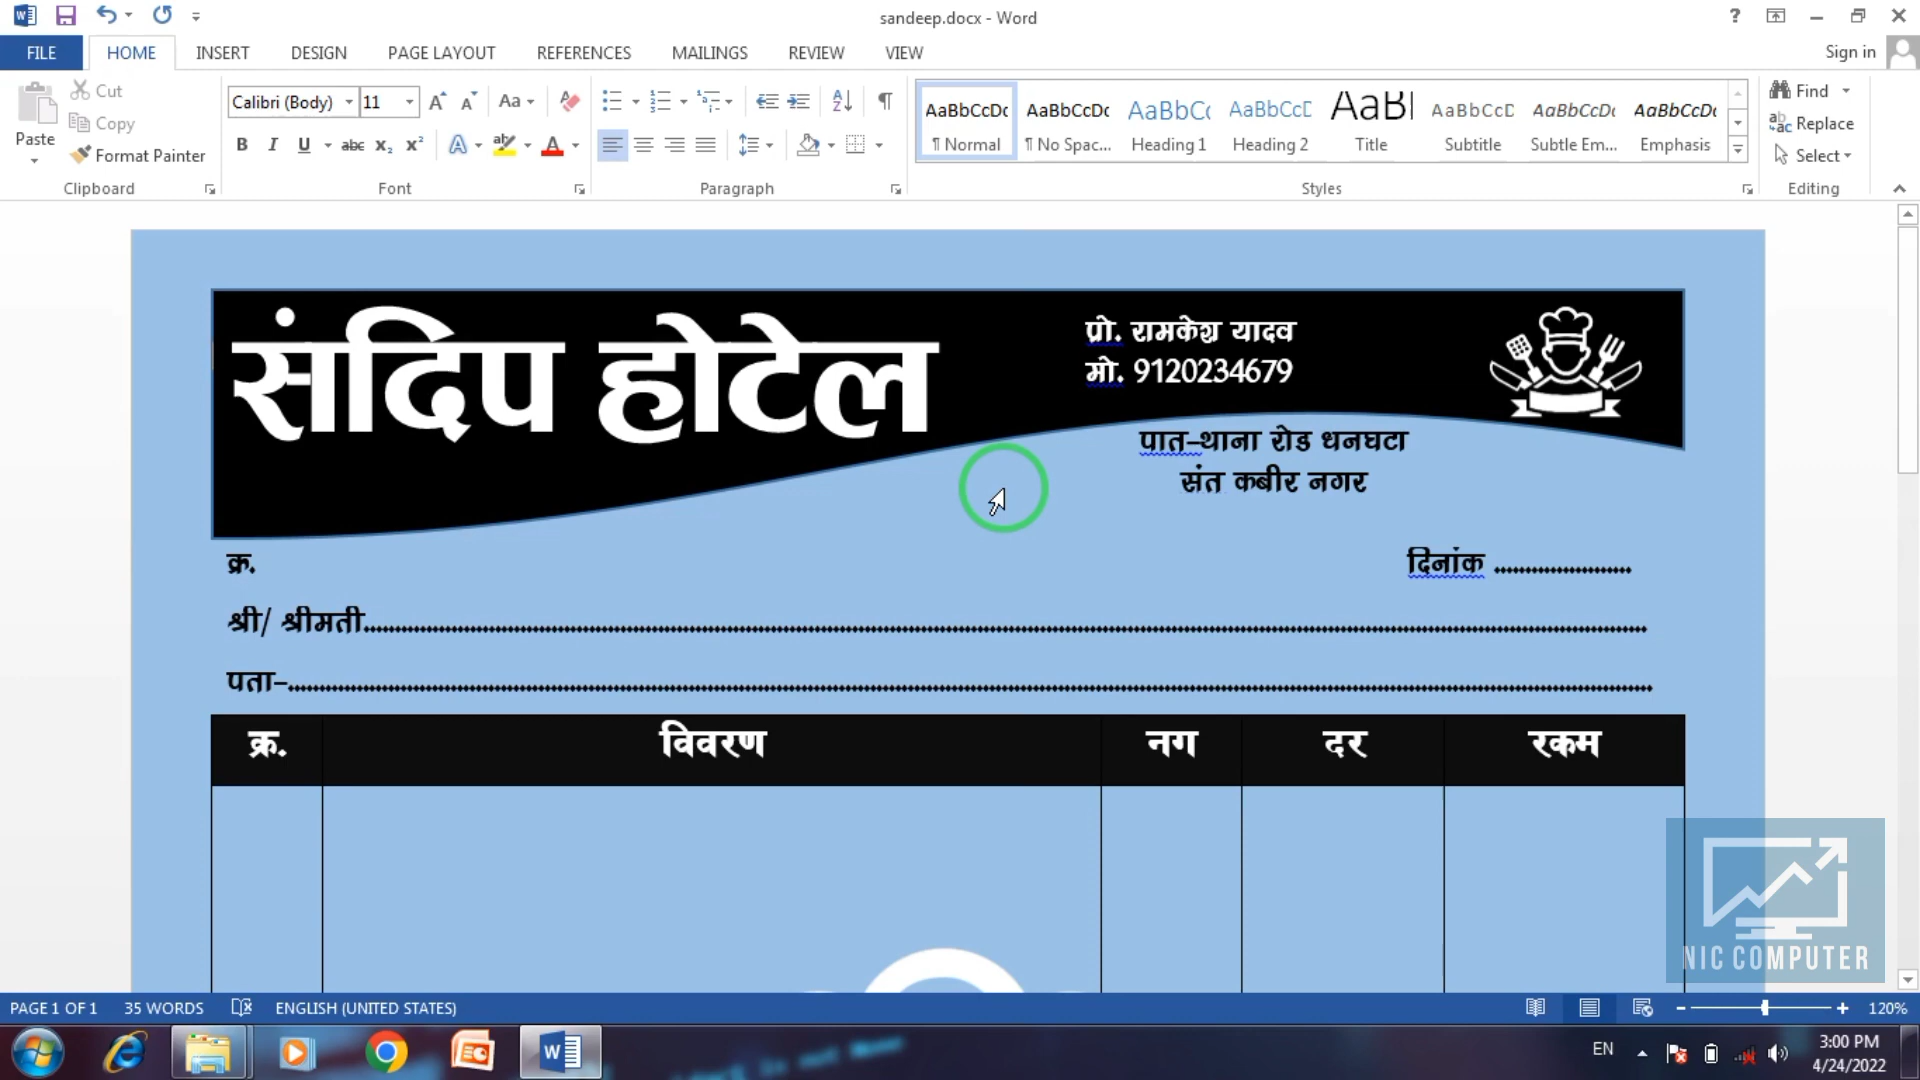 sandeep.docx - Word
FILE HOME INSERT DESIGN PAGE LAYOUT REFERENCES MAILINGS REVIEW VIEW Sign in
Paste Cut Copy Format Painter
Calibri (Body) 11
AaBbCcDc AaBbCcDc AaBbCc AaBbCcD AaBl AaBbCcD AaBbCcDc AaBbCcDc
¶ Normal ¶ No Spac... Heading 1 Heading 2 Title Subtitle Subtle Em... Emphasis
Find
Replace
Select
Clipboard Font Paragraph Styles Editing
संदिप होटेल
प्रो. रामकेश यादव
मो. 9120234679
पात-थाना रोड धनघटा
संत कबीर नगर
क्र. दिनांक ......................
श्री/ श्रीमती..........................................................................
पता-..........................................................................
क्र. विवरण नग दर रकम
NIC COMPUTER
PAGE 1 OF 1 35 WORDS ENGLISH (UNITED STATES) 120%
EN 3:00 PM
4/24/2022